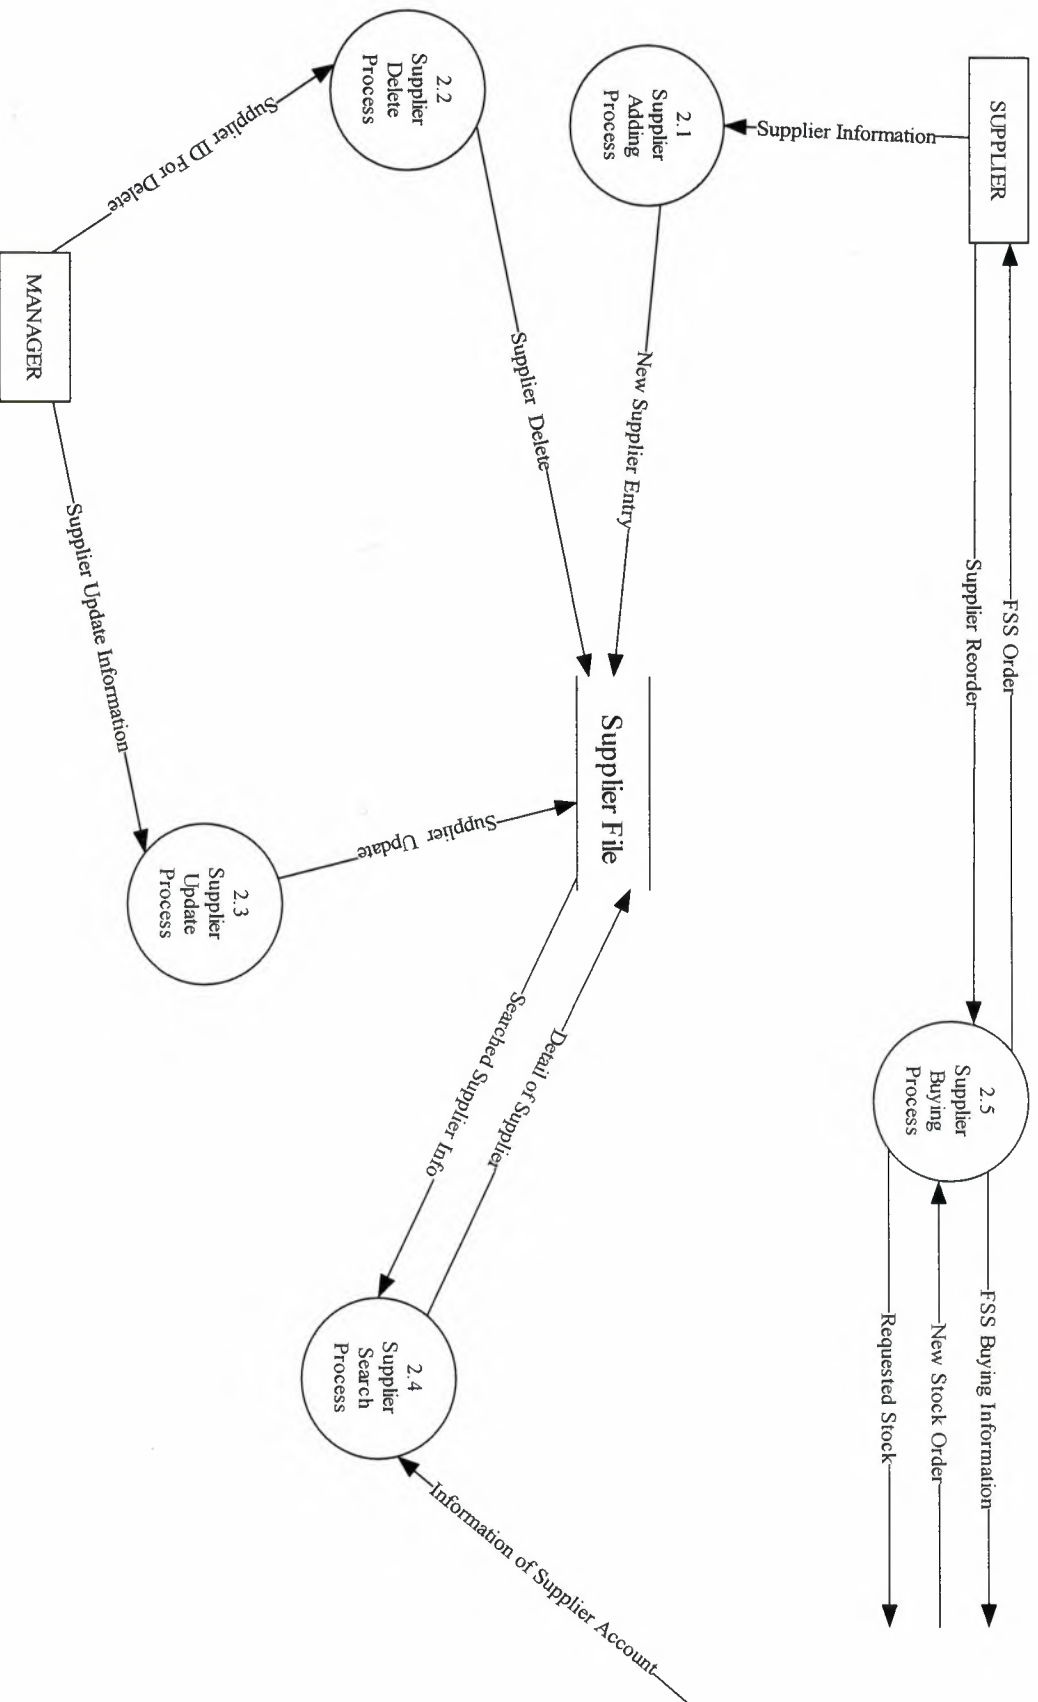 SUPPLIER
FSS Order
Supplier Reorder
2.5
Supplier
Buying
Process
FSS Buying Information
New Stock Order
Requested Stock
Supplier Information
2.1
Supplier
Adding
Process
New Supplier Entry
Supplier File
2.2
Supplier
Delete
Process
Supplier Delete
Detail of Supplier
Searched Supplier Info
2.4
Supplier
Search
Process
Information of Supplier Account
Supplier ID For Delete
Supplier Update
2.3
Supplier
Update
Process
MANAGER
Supplier Update Information